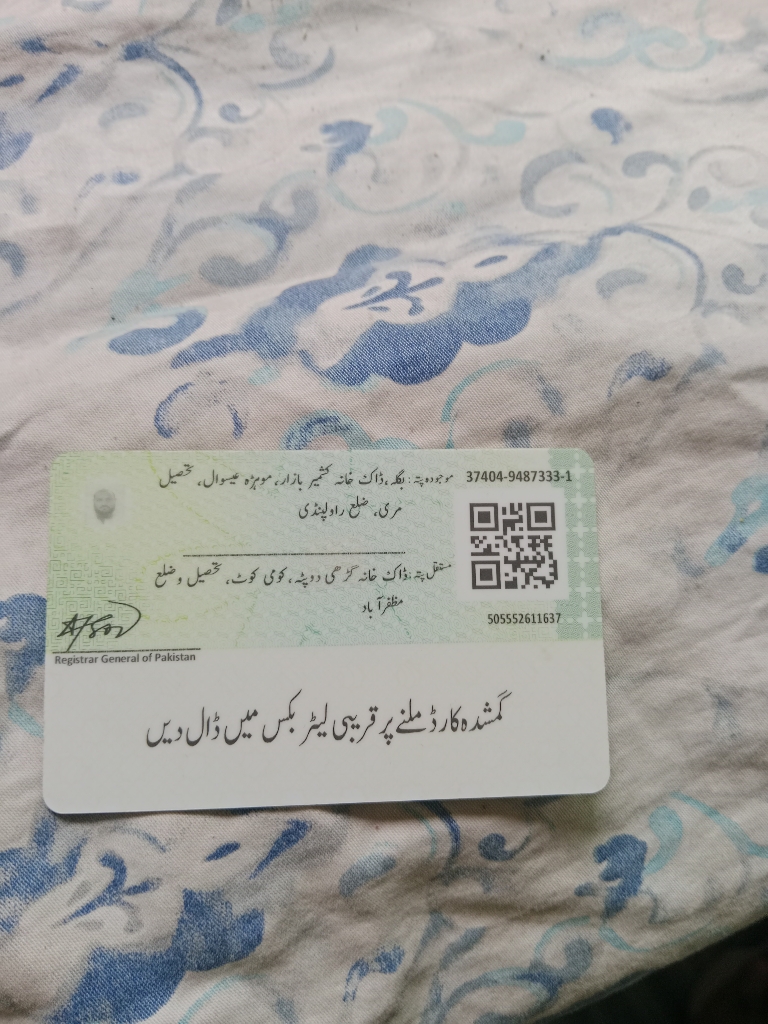 37404-9487333-1
موجودہ پتہ: بگلہ، ڈاک خانہ کشمیر بازار، موہڑہ عیسوال، تحصیل
مری، ضلع راولپنڈی
مستقل پتہ: ڈاک خانہ گڑھی دوپٹہ، کومی کوٹ، تحصیل و ضلع
مظفر آباد
505552611637
Registrar General of Pakistan
گمشدہ کارڈ ملنے پر قریبی لیٹر بکس میں ڈال دیں